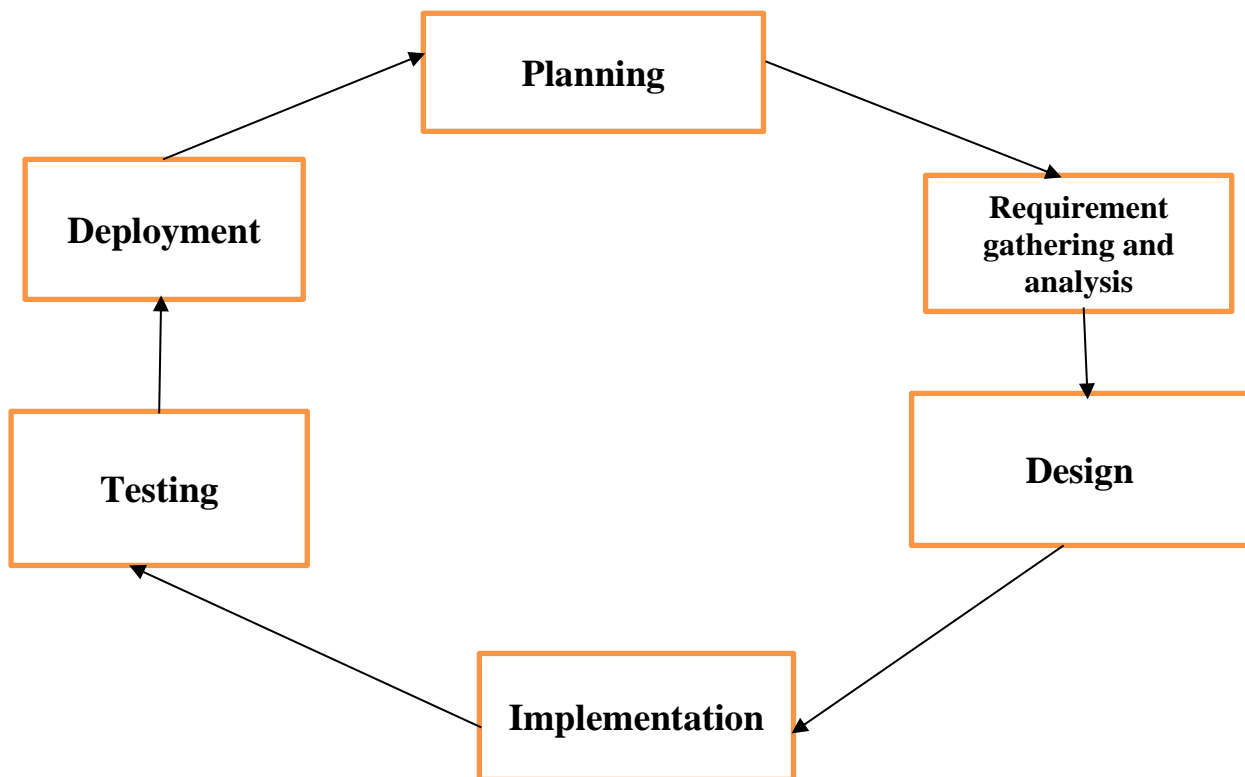 Planning
Requirement
gathering and
analysis
Design
Implementation
Testing
Deployment